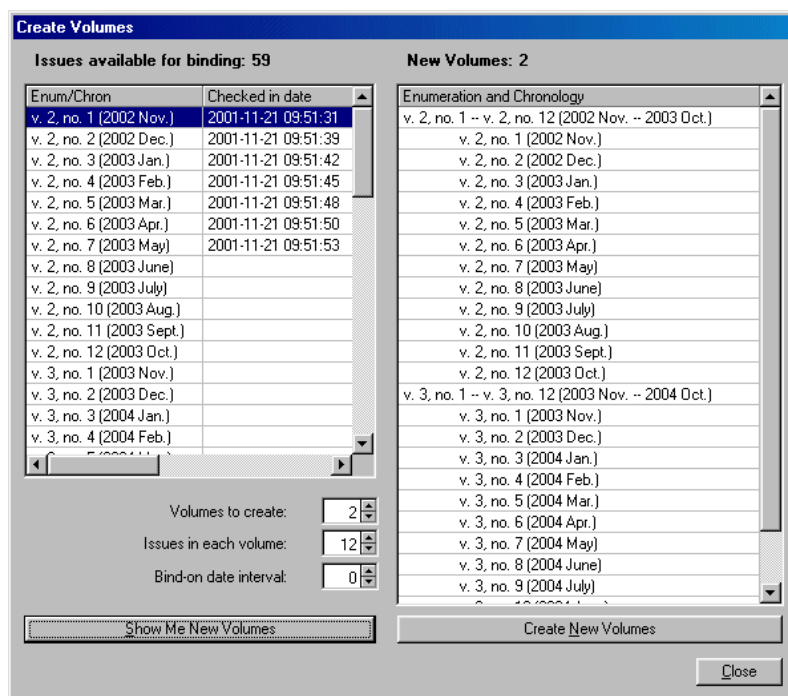 Create Volumes
Issues available for binding: 59
Enum/Chron Checked in date
v. 2, no. 1 (2002 Nov.) 2001-11-21 09:51:31
v. 2, no. 2 (2002 Dec.) 2001-11-21 09:51:39
v. 2, no. 3 (2003 Jan.) 2001-11-21 09:51:42
v. 2, no. 4 (2003 Feb.) 2001-11-21 09:51:45
v. 2, no. 5 (2003 Mar.) 2001-11-21 09:51:48
v. 2, no. 6 (2003 Apr.) 2001-11-21 09:51:50
v. 2, no. 7 (2003 May) 2001-11-21 09:51:53
v. 2, no. 8 (2003 June)
v. 2, no. 9 (2003 July)
v. 2, no. 10 (2003 Aug.)
v. 2, no. 11 (2003 Sept.)
v. 2, no. 12 (2003 Oct.)
v. 3, no. 1 (2003 Nov.)
v. 3, no. 2 (2003 Dec.)
v. 3, no. 3 (2004 Jan.)
v. 3, no. 4 (2004 Feb.)
Volumes to create: 2
Issues in each volume: 12
Bind-on date interval: 0
Show Me New Volumes
New Volumes: 2
Enumeration and Chronology
v. 2, no. 1 -- v. 2, no. 12 (2002 Nov. -- 2003 Oct.)
v. 2, no. 1 (2002 Nov.)
v. 2, no. 2 (2002 Dec.)
v. 2, no. 3 (2003 Jan.)
v. 2, no. 4 (2003 Feb.)
v. 2, no. 5 (2003 Mar.)
v. 2, no. 6 (2003 Apr.)
v. 2, no. 7 (2003 May)
v. 2, no. 8 (2003 June)
v. 2, no. 9 (2003 July)
v. 2, no. 10 (2003 Aug.)
v. 2, no. 11 (2003 Sept.)
v. 2, no. 12 (2003 Oct.)
v. 3, no. 1 -- v. 3, no. 12 (2003 Nov. -- 2004 Oct.)
v. 3, no. 1 (2003 Nov.)
v. 3, no. 2 (2003 Dec.)
v. 3, no. 3 (2004 Jan.)
v. 3, no. 4 (2004 Feb.)
v. 3, no. 5 (2004 Mar.)
v. 3, no. 6 (2004 Apr.)
v. 3, no. 7 (2004 May)
v. 3, no. 8 (2004 June)
v. 3, no. 9 (2004 July)
Create New Volumes
Close